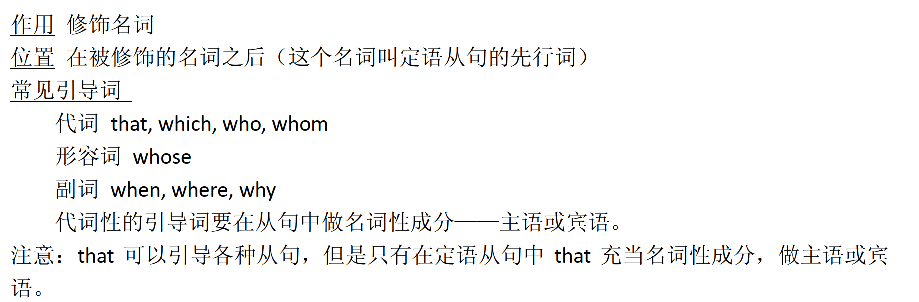 作用 修饰名词
位置 在被修饰的名词之后（这个名词叫定语从句的先行词）
常见引导词
代词 that, which, who, whom
形容词 whose
副词 when, where, why
代词性的引导词要在从句中做名词性成分——主语或宾语。
注意：that 可以引导各种从句，但是只有在定语从句中 that 充当名词性成分，做主语或宾
语。